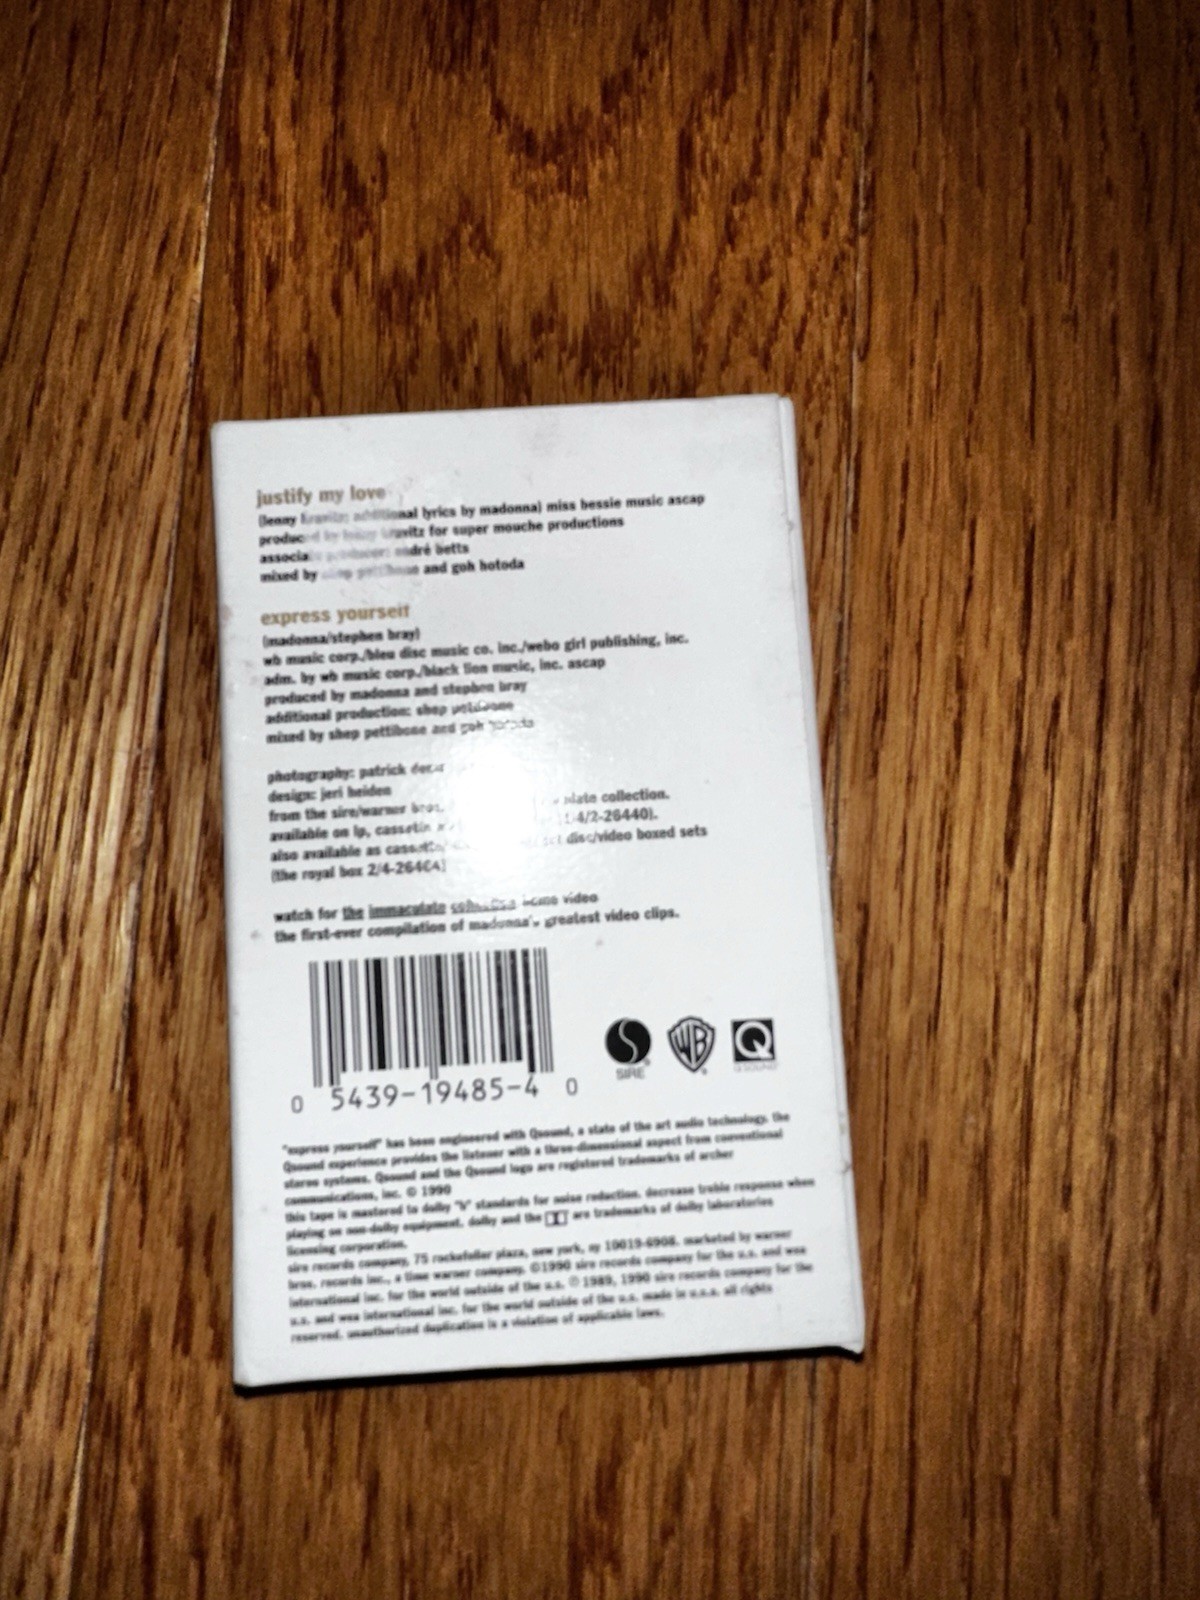 justify my love
(lenny kravitz; additional lyrics by madonna) miss bessie music ascap
produced by lenny kravitz for super mouche productions
associate producer: andré betts
mixed by shep pettibone and goh hotoda
express yourself
(madonna/stephen bray)
wb music corp./bleu disc music co. inc./webo girl publishing, inc.
adm. by wb music corp./black lion music, inc. ascap
produced by madonna and stephen bray
additional production: shep pettibone
mixed by shep pettibone and goh hotoda
photography: patrick
design: jeri heiden
from the sire/warner bros. collection.
available on lp, 4/2-26440).
also available as disc/video boxed sets
(the royal box 2/4-26464)
watch for the immaculate collection home video
the first-ever compilation of madonna's greatest video clips.
0 5439-19485-4 0
SIRE WB Q
QSOUND
"express yourself" has been engineered with Qsound, a state of the art audio technology. the
Qsound experience provides the listener with a three-dimensional aspect from conventional
stereo systems. Qsound and the Qsound logo are registered trademarks of archer
communications, inc. © 1990
this tape is mastered to dolby "b" standards for noise reduction. decrease treble response when
playing on non-dolby equipment. dolby and the are trademarks of dolby laboratories
licensing corporation.
sire records company, 75 rockefeller plaza, new york, ny 10019-6908. marketed by warner
bros. records inc., a time warner company. ©1990 sire records company for the u.s. and wea
international inc. for the world outside of the u.s. ℗ 1989, 1990 sire records company for the
u.s. and wea international inc. for the world outside of the u.s. made in u.s.a. all rights
reserved. unauthorized duplication is a violation of applicable laws.